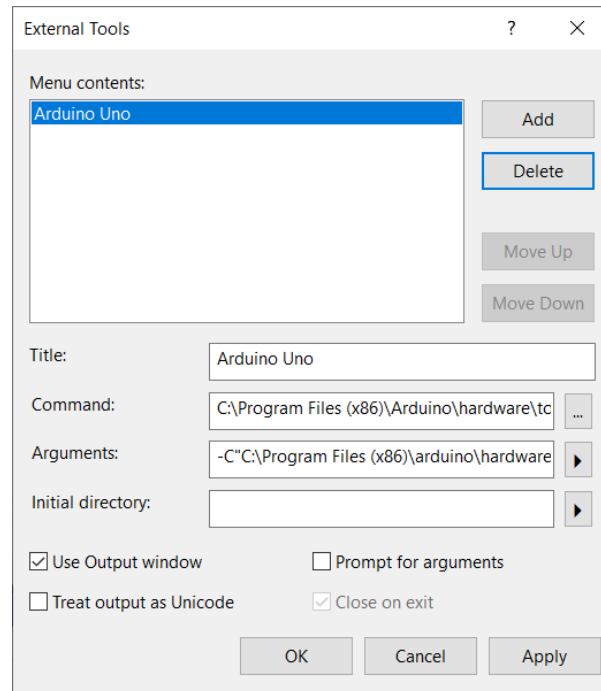 External Tools
?
Menu contents:
Arduino Uno
Add
Delete
Move Up
Move Down
Title:
Arduino Uno
Command:
C:\Program Files (x86)\Arduino\hardware\to
...
Arguments:
-C"C:\Program Files (x86)\arduino\hardware
Initial directory:
Use Output window
Prompt for arguments
Treat output as Unicode
Close on exit
OK
Cancel
Apply